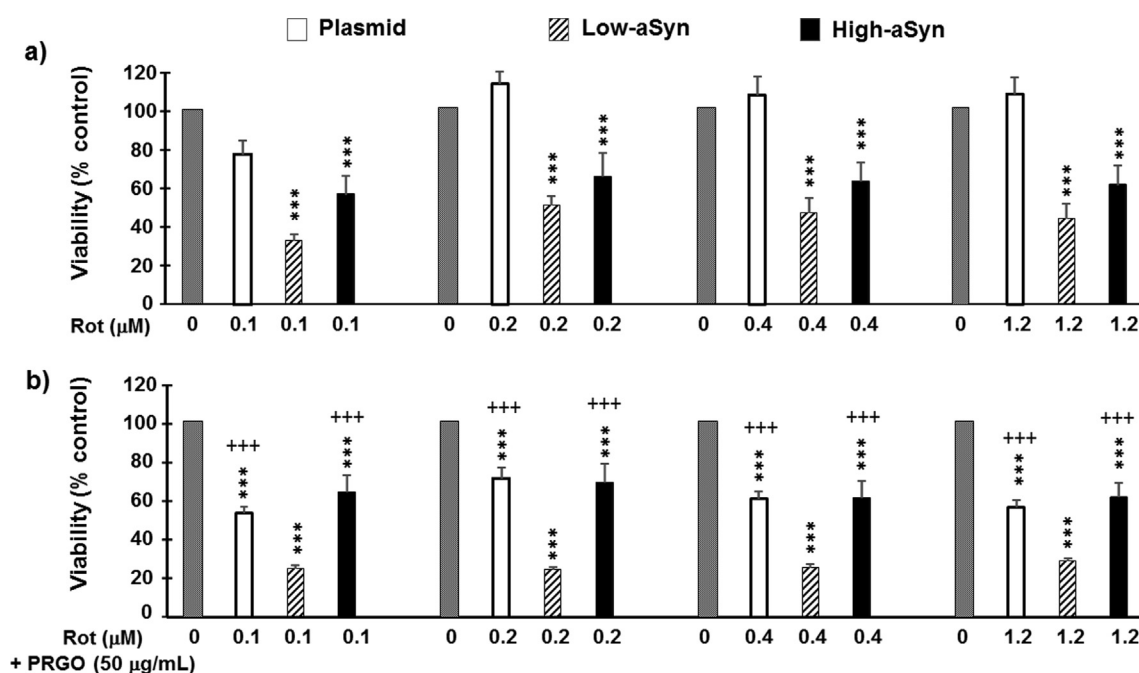 Plasmid Low-aSyn High-aSyn
a)
Viability (% control)
120
100
80
60
40
20
0
*** *** *** *** *** *** *** ***
Rot (µM) 0 0.1 0.1 0.1 0 0.2 0.2 0.2 0 0.4 0.4 0.4 0 1.2 1.2 1.2
b)
Viability (% control)
120
100
80
60
40
20
0
+++ +++ +++ +++ +++ +++ +++ +++
*** *** *** *** *** *** *** *** *** *** *** ***
Rot (µM) 0 0.1 0.1 0.1 0 0.2 0.2 0.2 0 0.4 0.4 0.4 0 1.2 1.2 1.2
+ PRGO (50 µg/mL)